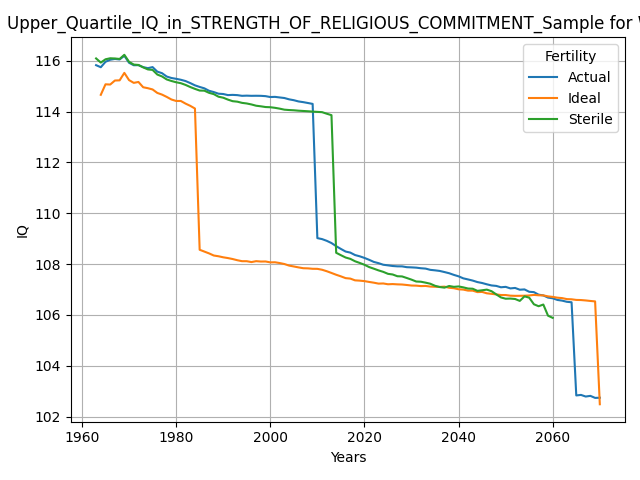 Upper_Quartile_IQ_in_STRENGTH_OF_RELIGIOUS_COMMITMENT_Sample for
Fertility
Actual
Ideal
Sterile
116
114
112
110
108
106
104
102
IQ
1960
1980
2000
2020
2040
2060
Years